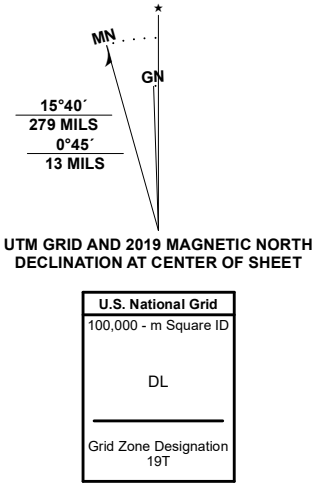 ★
MN
GN
15°40´
279 MILS
0°45´
13 MILS
UTM GRID AND 2019 MAGNETIC NORTH
DECLINATION AT CENTER OF SHEET
U.S. National Grid
100,000 - m Square ID
DL
Grid Zone Designation
19T